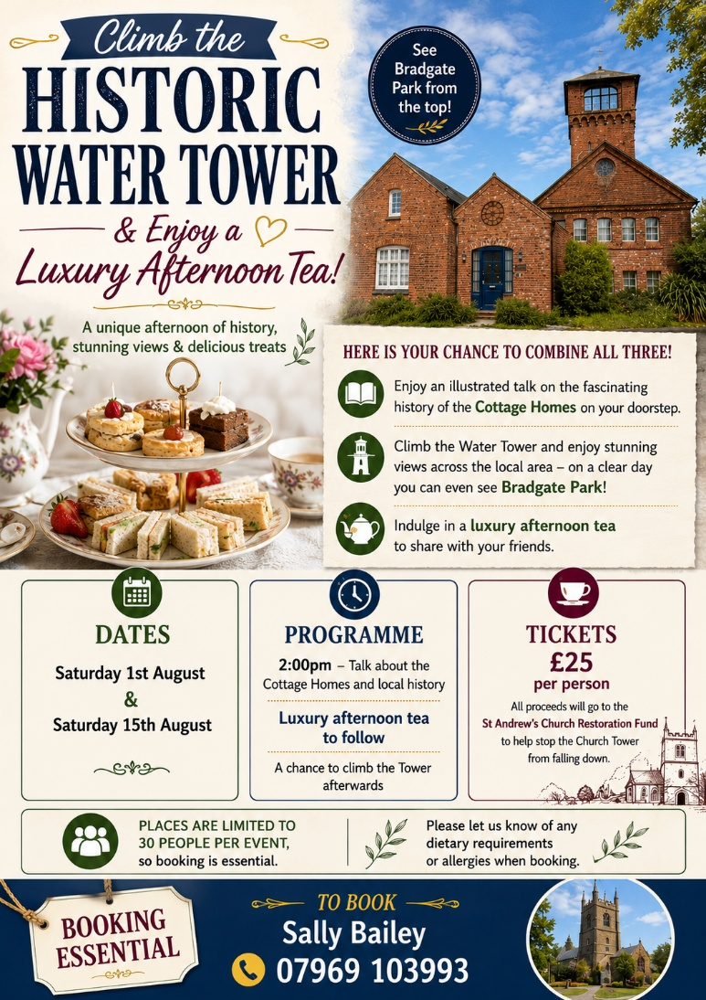 Climb the
HISTORIC
WATER TOWER
& Enjoy a
Luxury Afternoon Tea!
A unique afternoon of history,
stunning views & delicious treats
See
Bradgate
Park from
the top!
HERE IS YOUR CHANCE TO COMBINE ALL THREE!
Enjoy an illustrated talk on the fascinating
history of the Cottage Homes on your doorstep.
Climb the Water Tower and enjoy stunning
views across the local area – on a clear day
you can even see Bradgate Park!
Indulge in a luxury afternoon tea
to share with your friends.
DATES
Saturday 1st August
&
Saturday 15th August
PROGRAMME
2:00pm – Talk about the
Cottage Homes and local history
Luxury afternoon tea
to follow
A chance to climb the Tower
afterwards
TICKETS
£25
per person
All proceeds will go to the
St Andrew's Church Restoration Fund
to help stop the Church Tower
from falling down.
PLACES ARE LIMITED TO
30 PEOPLE PER EVENT,
so booking is essential.
Please let us know of any
dietary requirements
or allergies when booking.
BOOKING
ESSENTIAL
TO BOOK
Sally Bailey
07969 103993